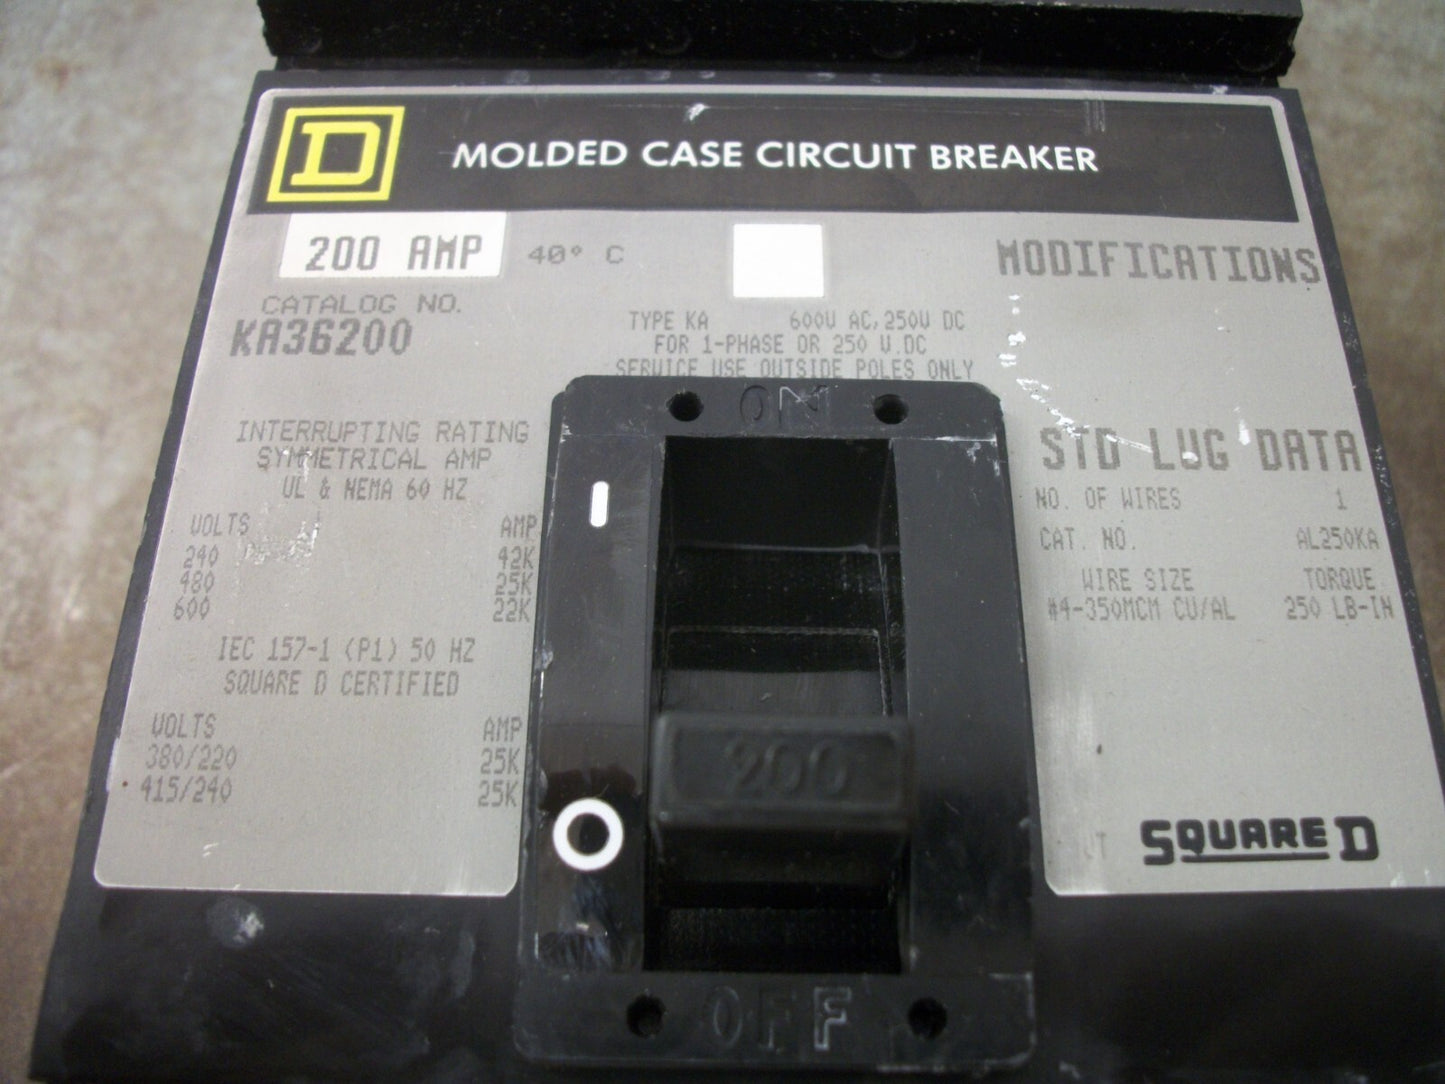 D
MOLDED CASE CIRCUIT BREAKER
200 AMP 40° C
CATALOG NO.
KA36200
TYPE KA 600V AC, 250V DC
FOR 1-PHASE OR 250 V.DC
SERVICE USE OUTSIDE POLES ONLY
MODIFICATIONS
INTERRUPTING RATING
SYMMETRICAL AMP
UL & NEMA 60 HZ
VOLTS AMP
240 42K
480 25K
600 22K
IEC 157-1 (P1) 50 HZ
SQUARE D CERTIFIED
VOLTS AMP
380/220 25K
415/240 25K
ON
I
200
O
OFF
STD LUG DATA
NO. OF WIRES 1
CAT. NO. AL250KA
WIRE SIZE TORQUE
#4-350MCM CU/AL 250 LB-IN
SQUARE D